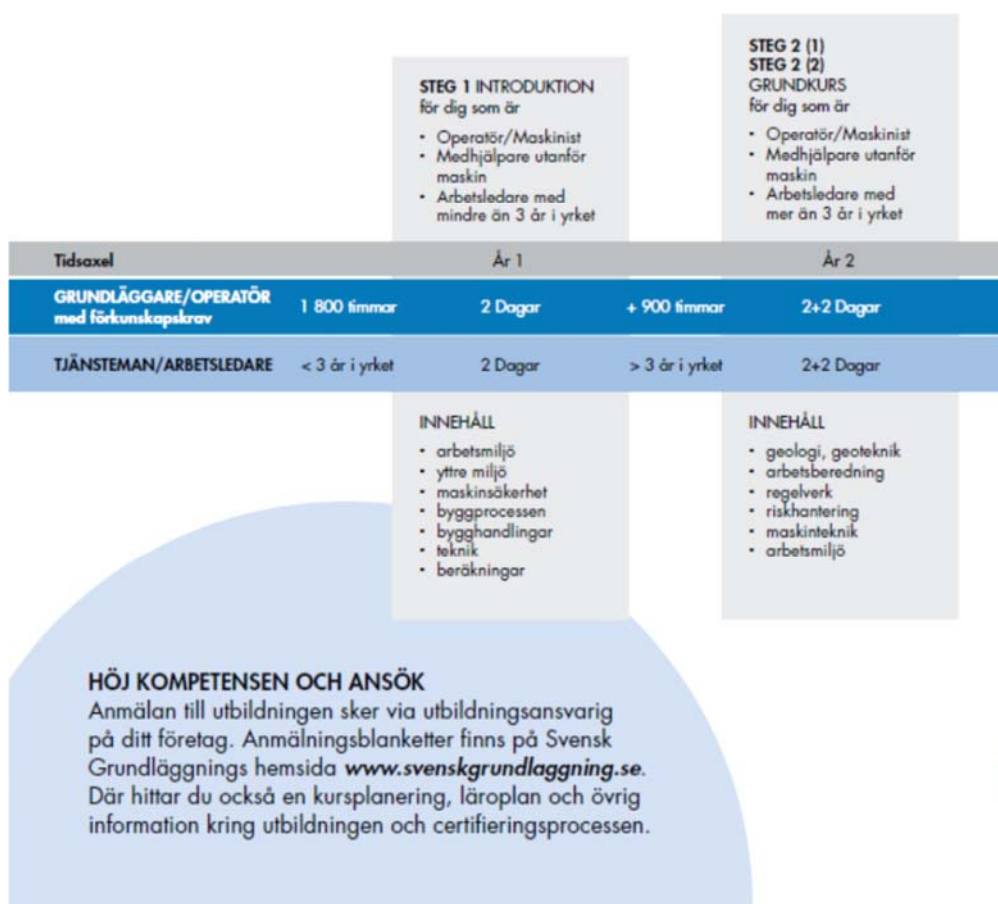 STEG 1 INTRODUKTION
för dig som är
• Operatör/Maskinist
• Medhjälpare utanför
maskin
• Arbetsledare med
mindre än 3 år i yrket
STEG 2 (1)
STEG 2 (2)
GRUNDKURS
för dig som är
• Operatör/Maskinist
• Medhjälpare utanför
maskin
• Arbetsledare med
mer än 3 år i yrket
Tidsaxel År 1 År 2
GRUNDLÄGGARE/OPERATÖR
med förkunskapskrav 1 800 timmar 2 Dagar + 900 timmar 2+2 Dagar
TJÄNSTEMAN/ARBETSLEDARE < 3 år i yrket 2 Dagar > 3 år i yrket 2+2 Dagar
INNEHÅLL
• arbetsmiljö
• yttre miljö
• maskinsäkerhet
• byggprocessen
• bygghandlingar
• teknik
• beräkningar
INNEHÅLL
• geologi, geoteknik
• arbetsberedning
• regelverk
• riskhantering
• maskinteknik
• arbetsmiljö
HÖJ KOMPETENSEN OCH ANSÖK
Anmälan till utbildningen sker via utbildningsansvarig
på ditt företag. Anmälningsblanketter finns på Svensk
Grundläggnings hemsida www.svenskgrundlaggning.se.
Där hittar du också en kursplanering, läroplan och övrig
information kring utbildningen och certifieringsprocessen.